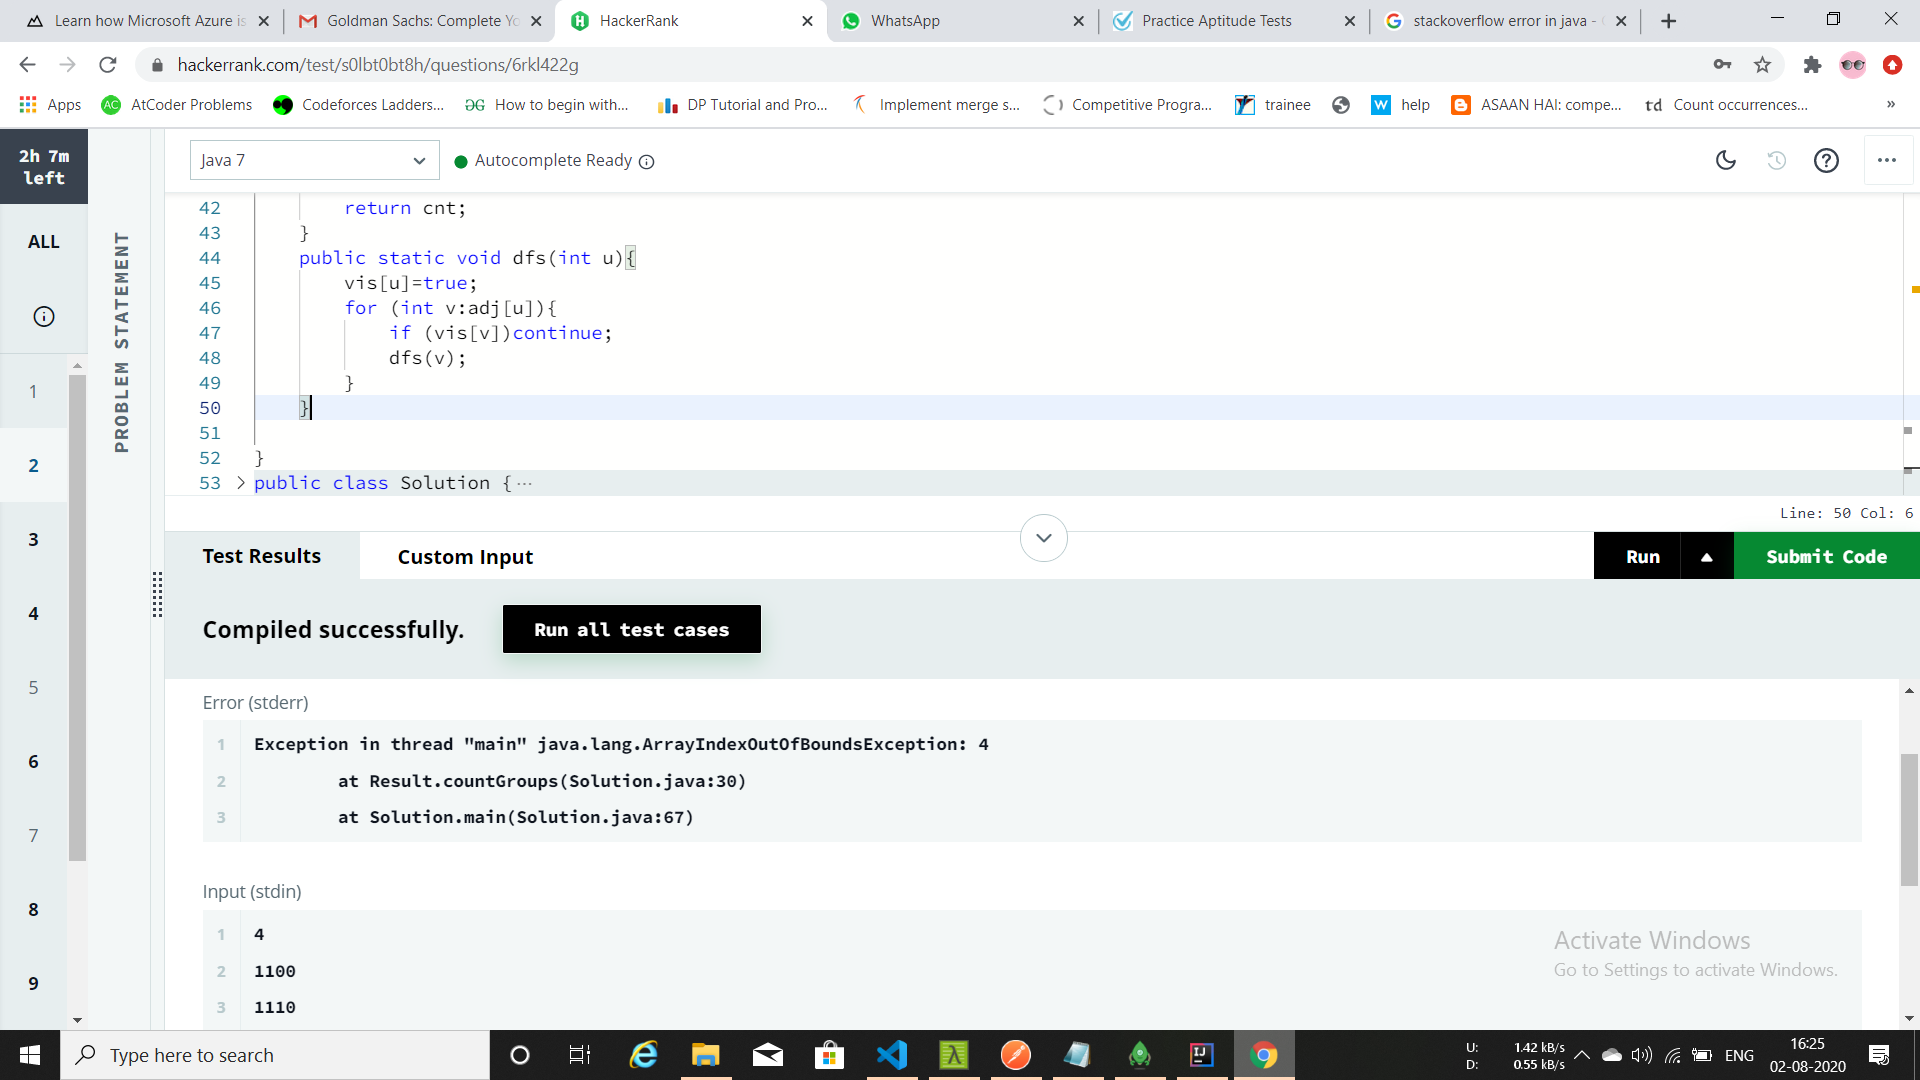 Learn how Microsoft Azure is
Goldman Sachs: Complete Yo
HackerRank
WhatsApp
Practice Aptitude Tests
stackoverflow error in java -
hackerrank.com/test/s0lbt0bt8h/questions/6rkl422g
Apps
AtCoder Problems
Codeforces Ladders...
How to begin with...
DP Tutorial and Pro...
Implement merge s...
Competitive Progra...
trainee
help
ASAAN HAI: compe...
td Count occurrences...
»
2h 7m
left
ALL
PROBLEM STATEMENT
1
2
3
4
5
6
7
8
9
Java 7
Autocomplete Ready
42 return cnt;
43 }
44 public static void dfs(int u){
45 vis[u]=true;
46 for (int v:adj[u]){
47 if (vis[v])continue;
48 dfs(v);
49 }
50 }
51
52 }
53 > public class Solution {···
Line: 50 Col: 6
Test Results
Custom Input
Run
Submit Code
Compiled successfully.
Run all test cases
Error (stderr)
1 Exception in thread "main" java.lang.ArrayIndexOutOfBoundsException: 4
2 at Result.countGroups(Solution.java:30)
3 at Solution.main(Solution.java:67)
Input (stdin)
1 4
2 1100
3 1110
Activate Windows
Go to Settings to activate Windows.
Type here to search
U: 1.42 kB/s
D: 0.55 kB/s
ENG
16:25
02-08-2020